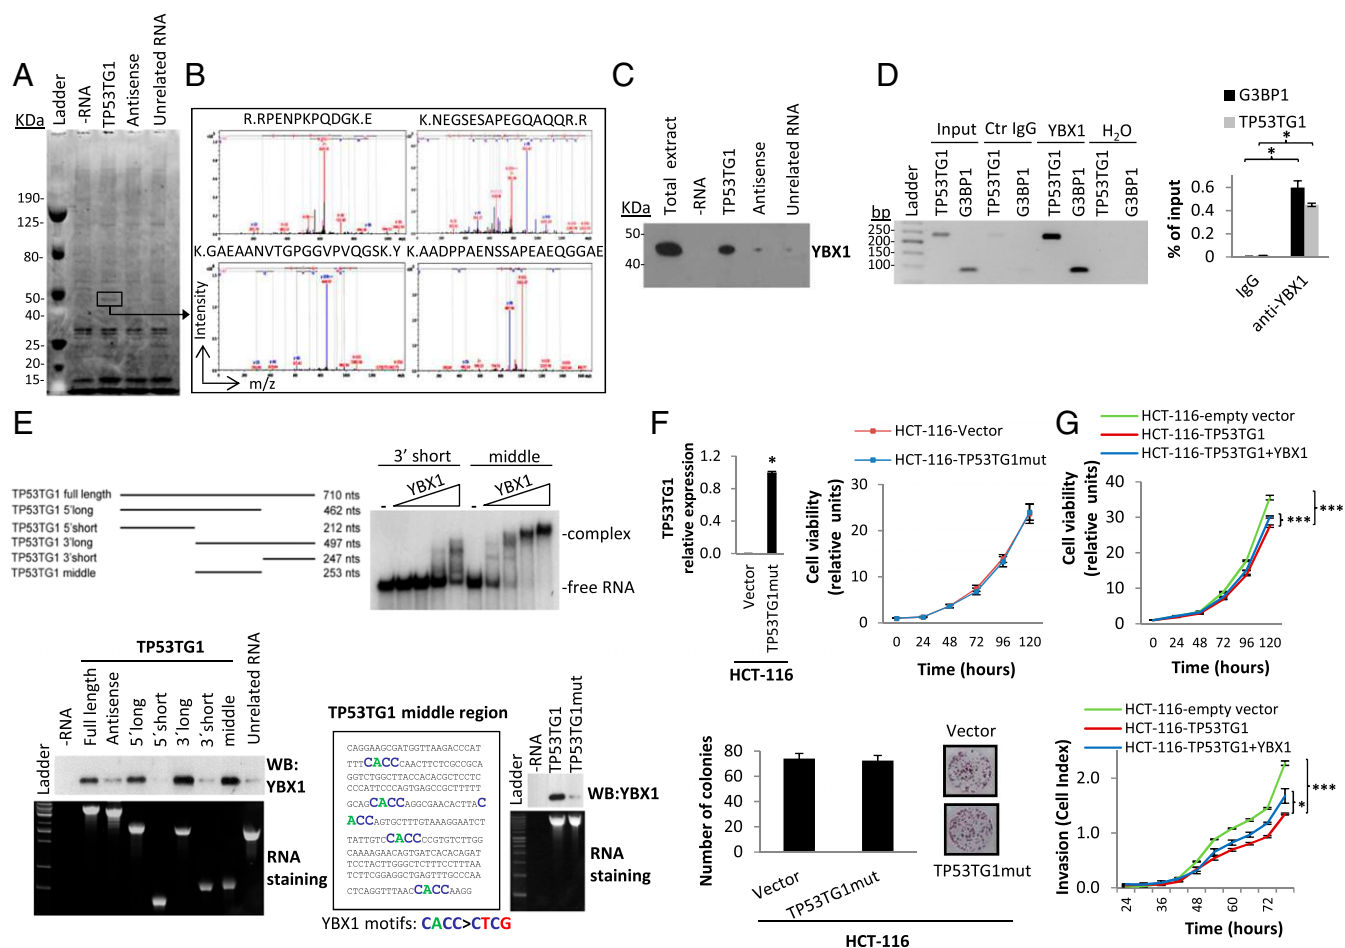 A
KDa
Ladder
-RNA
TP53TG1
Antisense
Unrelated RNA
190-
125-
80-
50-
40-
25-
20-
15-
B
R.RPENPKPQDGK.E
K.NEGSESAPEGQAQQR.R
K.GAEAANVTGPGGVPVQGSK.Y
K.AADPPAENSSAPEAEQGGAE
Intensity
m/z
C
KDa
Total extract
-RNA
TP53TG1
Antisense
Unrelated RNA
50-
40-
YBX1
D
Input
Ctr IgG
YBX1
H2O
bp
Ladder
TP53TG1
G3BP1
TP53TG1
G3BP1
TP53TG1
G3BP1
TP53TG1
G3BP1
250-
200-
150-
100-
G3BP1
TP53TG1
*
*
% of input
0.6
0.4
0.2
0
IgG
anti-YBX1
E
TP53TG1 full length 710 nts
TP53TG1 5'long 462 nts
TP53TG1 5'short 212 nts
TP53TG1 3'long 497 nts
TP53TG1 3'short 247 nts
TP53TG1 middle 253 nts
3' short
middle
YBX1
YBX1
-
-
-complex
-free RNA
TP53TG1
Ladder
-RNA
Full length
Antisense
5´long
5´short
3´long
3´short
middle
Unrelated RNA
WB:
YBX1
RNA
staining
TP53TG1 middle region
CAGGAAGCGATGGTTAAGACCCAT
TTTCACCCAACTTCTCGCCGCA
GGTCTGGCTTACCACACGCTCTC
CCCATTCCCAGTGAGCCGCTTTTT
GCAGCACCCAGGCGAACACTTAC
ACCAGTGCTTTGTAAAGGAATCT
TATTGTCCACCCGTGTCTTGG
CAAAAGAACAGTGATCACACAGAT
TCCTACTTGGGCTCTTTCCTTTAA
TCTTCGGAGGCTGAGTTTGCCCAA
CTCAGGTTTAACCACCAAGG
YBX1 motifs: CACC>CTCG
Ladder
-RNA
TP53TG1
TP53TG1mut
WB:YBX1
RNA
staining
F
TP53TG1
relative expression
1.2
0.8
0.4
0.0
*
Vector
TP53TG1mut
HCT-116
HCT-116-Vector
HCT-116-TP53TG1mut
Cell viability
(relative units)
30
20
10
0
0 24 48 72 96 120
Time (hours)
Number of colonies
80
60
40
20
0
Vector
TP53TG1mut
HCT-116
Vector
TP53TG1mut
G
HCT-116-empty vector
HCT-116-TP53TG1
HCT-116-TP53TG1+YBX1
Cell viability
(relative units)
40
30
20
10
0
***
***
0 24 48 72 96 120
Time (hours)
HCT-116-empty vector
HCT-116-TP53TG1
HCT-116-TP53TG1+YBX1
Invasion (Cell Index)
2.0
1.0
0.0
*
***
24 36 48 60 72
Time (hours)